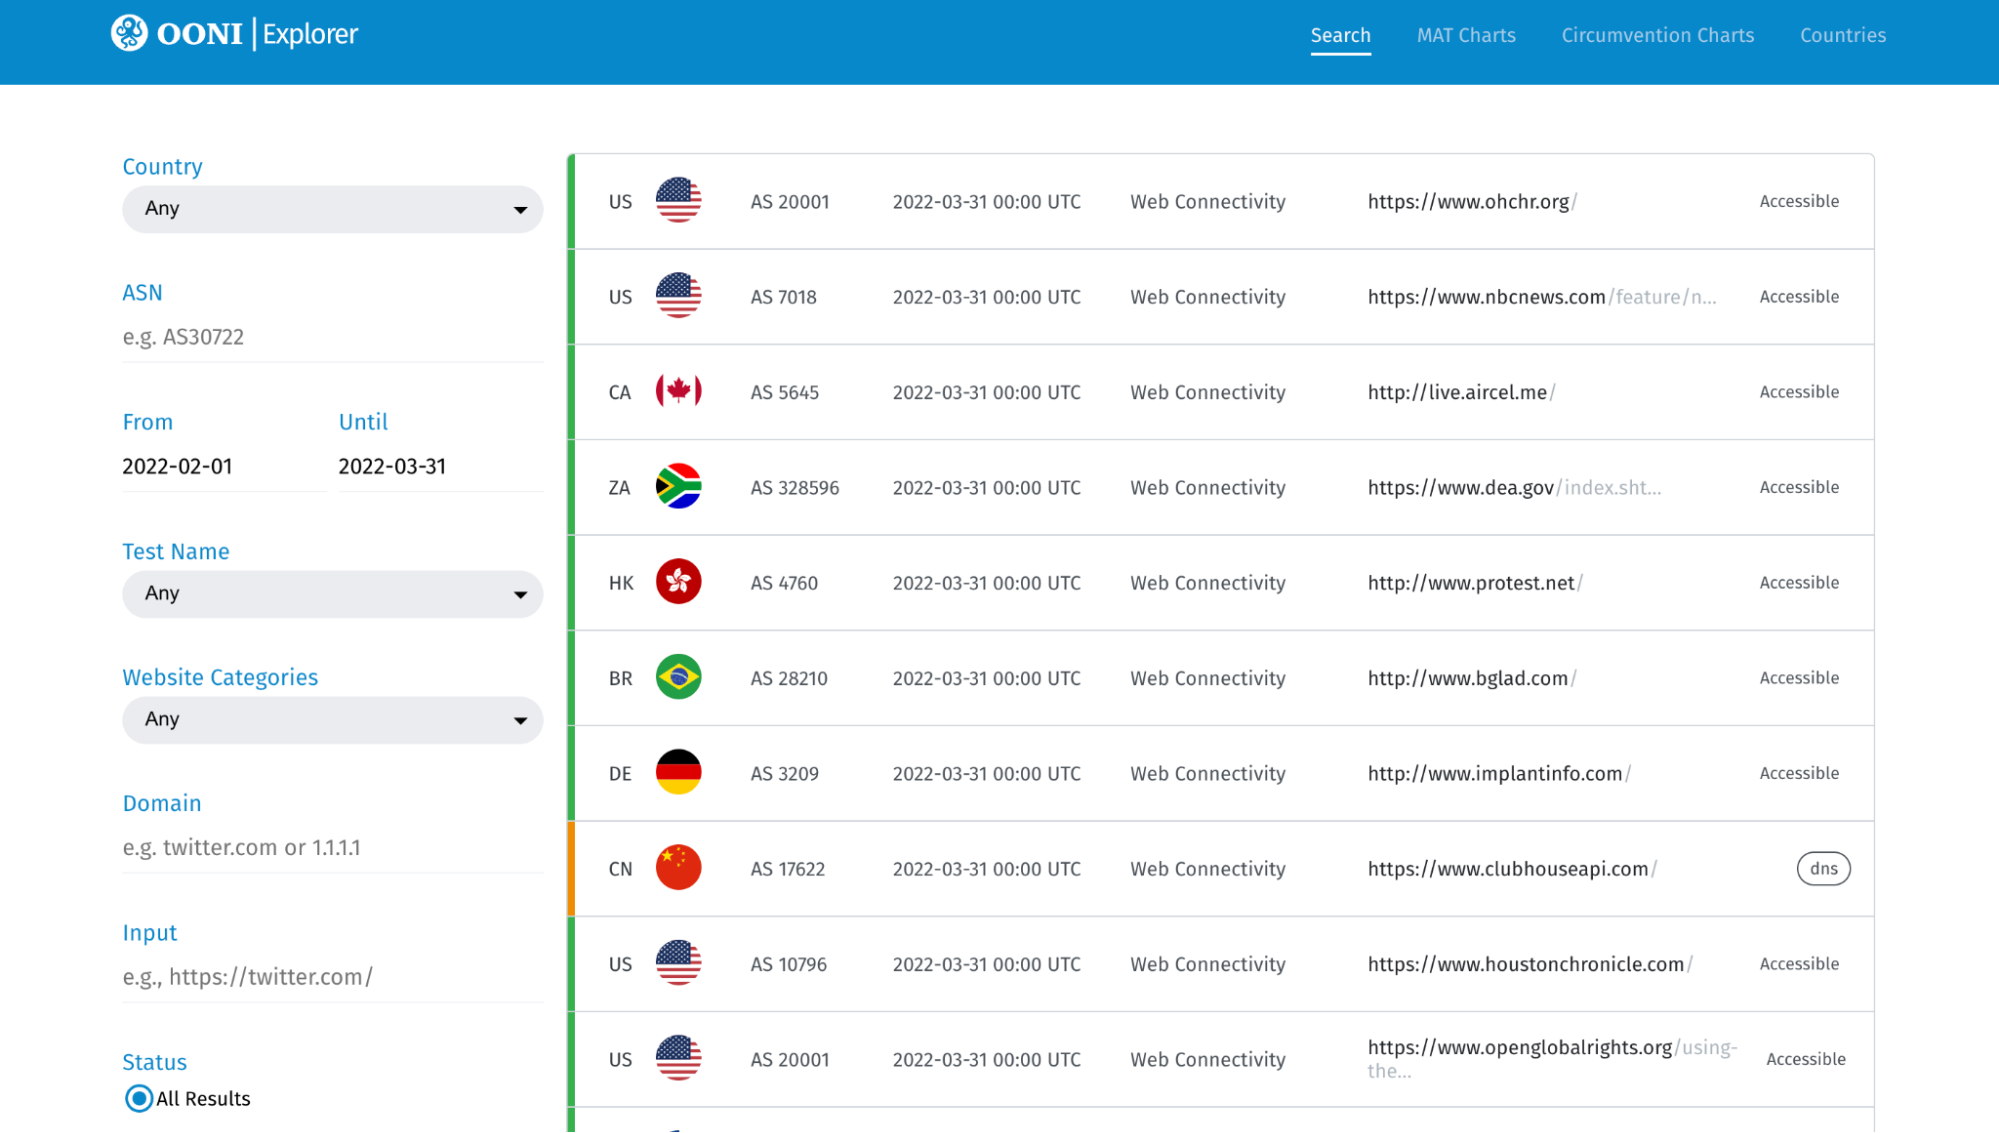 OONI | Explorer
Search MAT Charts Circumvention Charts Countries
Country
Any
ASN
e.g. AS30722
From Until
2022-02-01 2022-03-31
Test Name
Any
Website Categories
Any
Domain
e.g. twitter.com or 1.1.1.1
Input
e.g., https://twitter.com/
Status
All Results
US AS 20001 2022-03-31 00:00 UTC Web Connectivity https://www.ohchr.org/ Accessible
US AS 7018 2022-03-31 00:00 UTC Web Connectivity https://www.nbcnews.com/feature/n... Accessible
CA AS 5645 2022-03-31 00:00 UTC Web Connectivity http://live.aircel.me/ Accessible
ZA AS 328596 2022-03-31 00:00 UTC Web Connectivity https://www.dea.gov/index.sht... Accessible
HK AS 4760 2022-03-31 00:00 UTC Web Connectivity http://www.protest.net/ Accessible
BR AS 28210 2022-03-31 00:00 UTC Web Connectivity http://www.bglad.com/ Accessible
DE AS 3209 2022-03-31 00:00 UTC Web Connectivity http://www.implantinfo.com/ Accessible
CN AS 17622 2022-03-31 00:00 UTC Web Connectivity https://www.clubhouseapi.com/ dns
US AS 10796 2022-03-31 00:00 UTC Web Connectivity https://www.houstonchronicle.com/ Accessible
US AS 20001 2022-03-31 00:00 UTC Web Connectivity https://www.openglobalrights.org/using- Accessible
the...